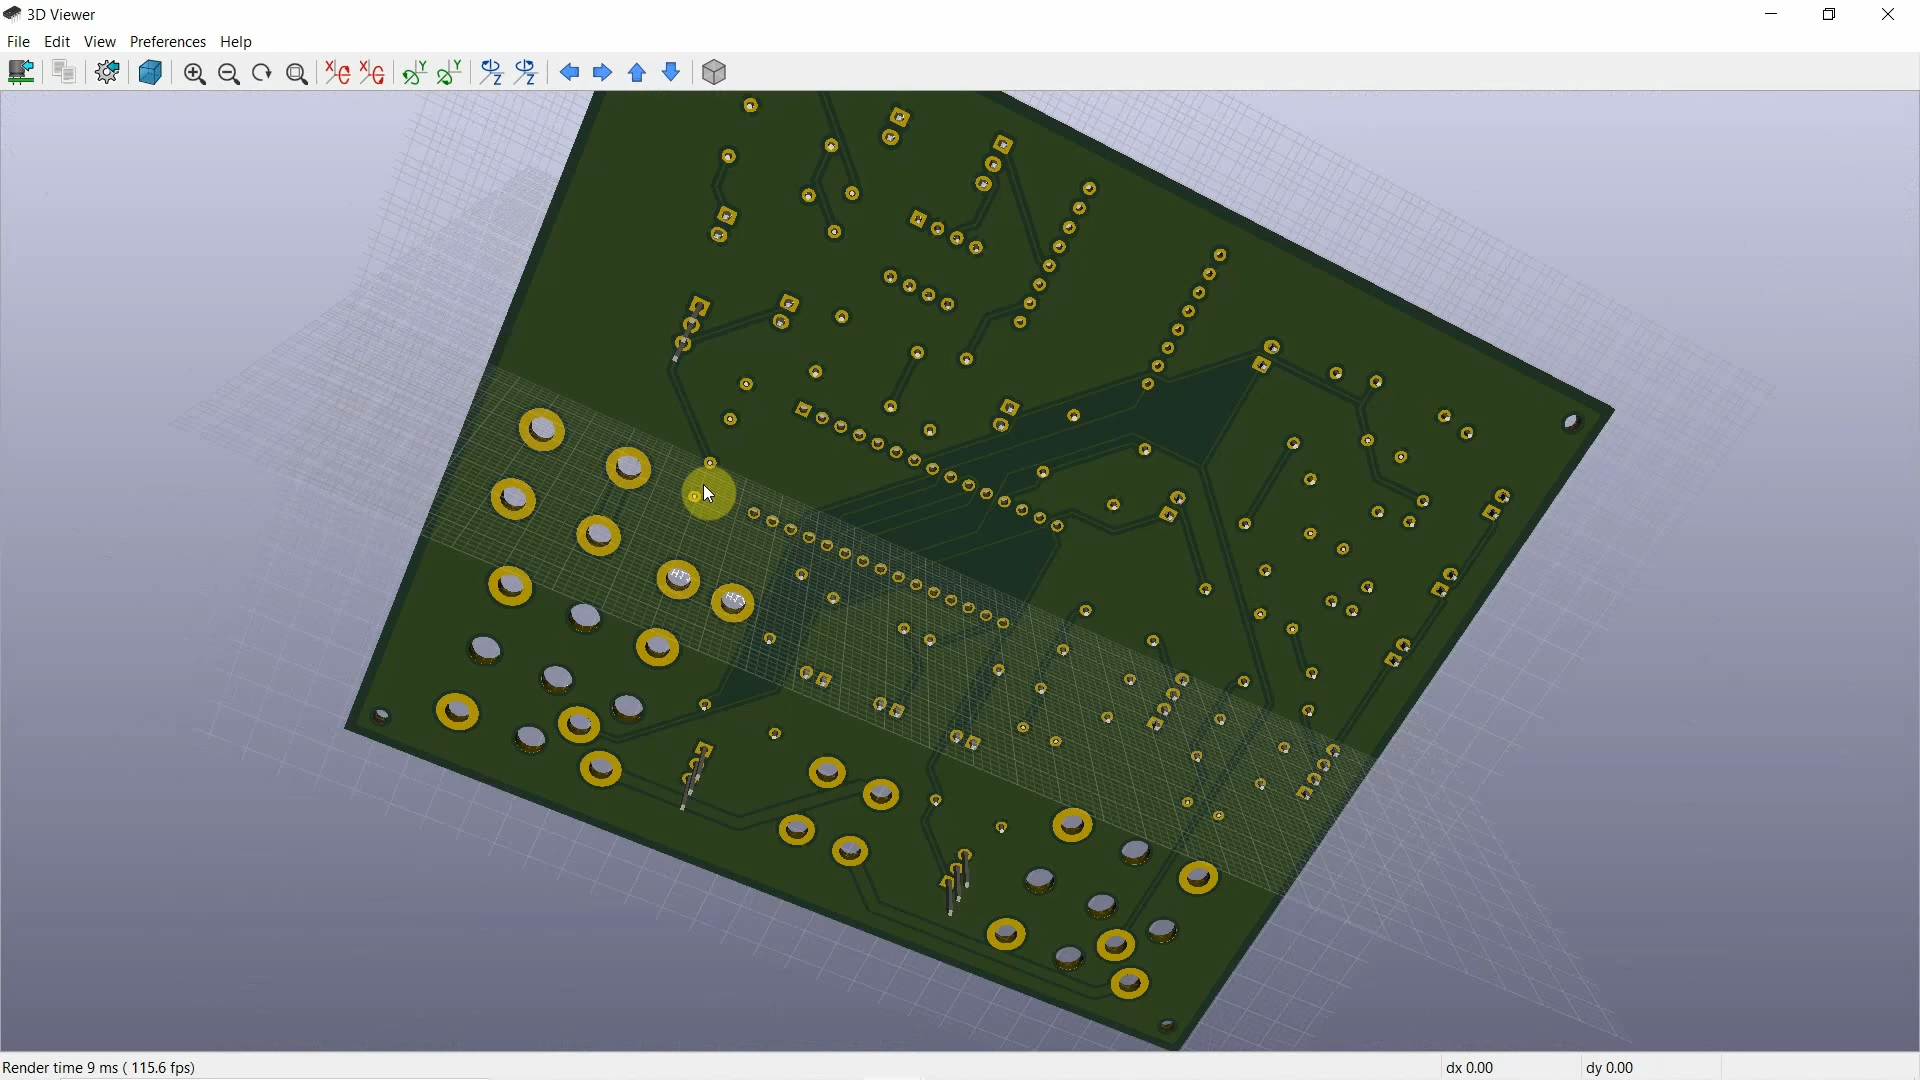 3D Viewer
File Edit View Preferences Help
Render time 9 ms ( 115.6 fps)
dx 0.00
dy 0.00